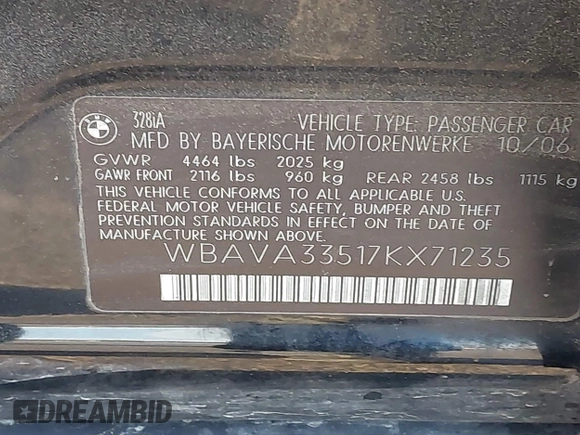 BMW
328iA
VEHICLE TYPE: PASSENGER CAR
MFD BY BAYERISCHE MOTORENWERKE 10/06
GVWR 4464 lbs 2025 kg
GAWR FRONT 2116 lbs 960 kg REAR 2458 lbs 1115 kg
THIS VEHICLE CONFORMS TO ALL APPLICABLE U.S.
FEDERAL MOTOR VEHICLE SAFETY, BUMPER AND THEFT
PREVENTION STANDARDS IN EFFECT ON THE DATE OF
MANUFACTURE SHOWN ABOVE.
WBAVA33517KX71235
DREAMBID